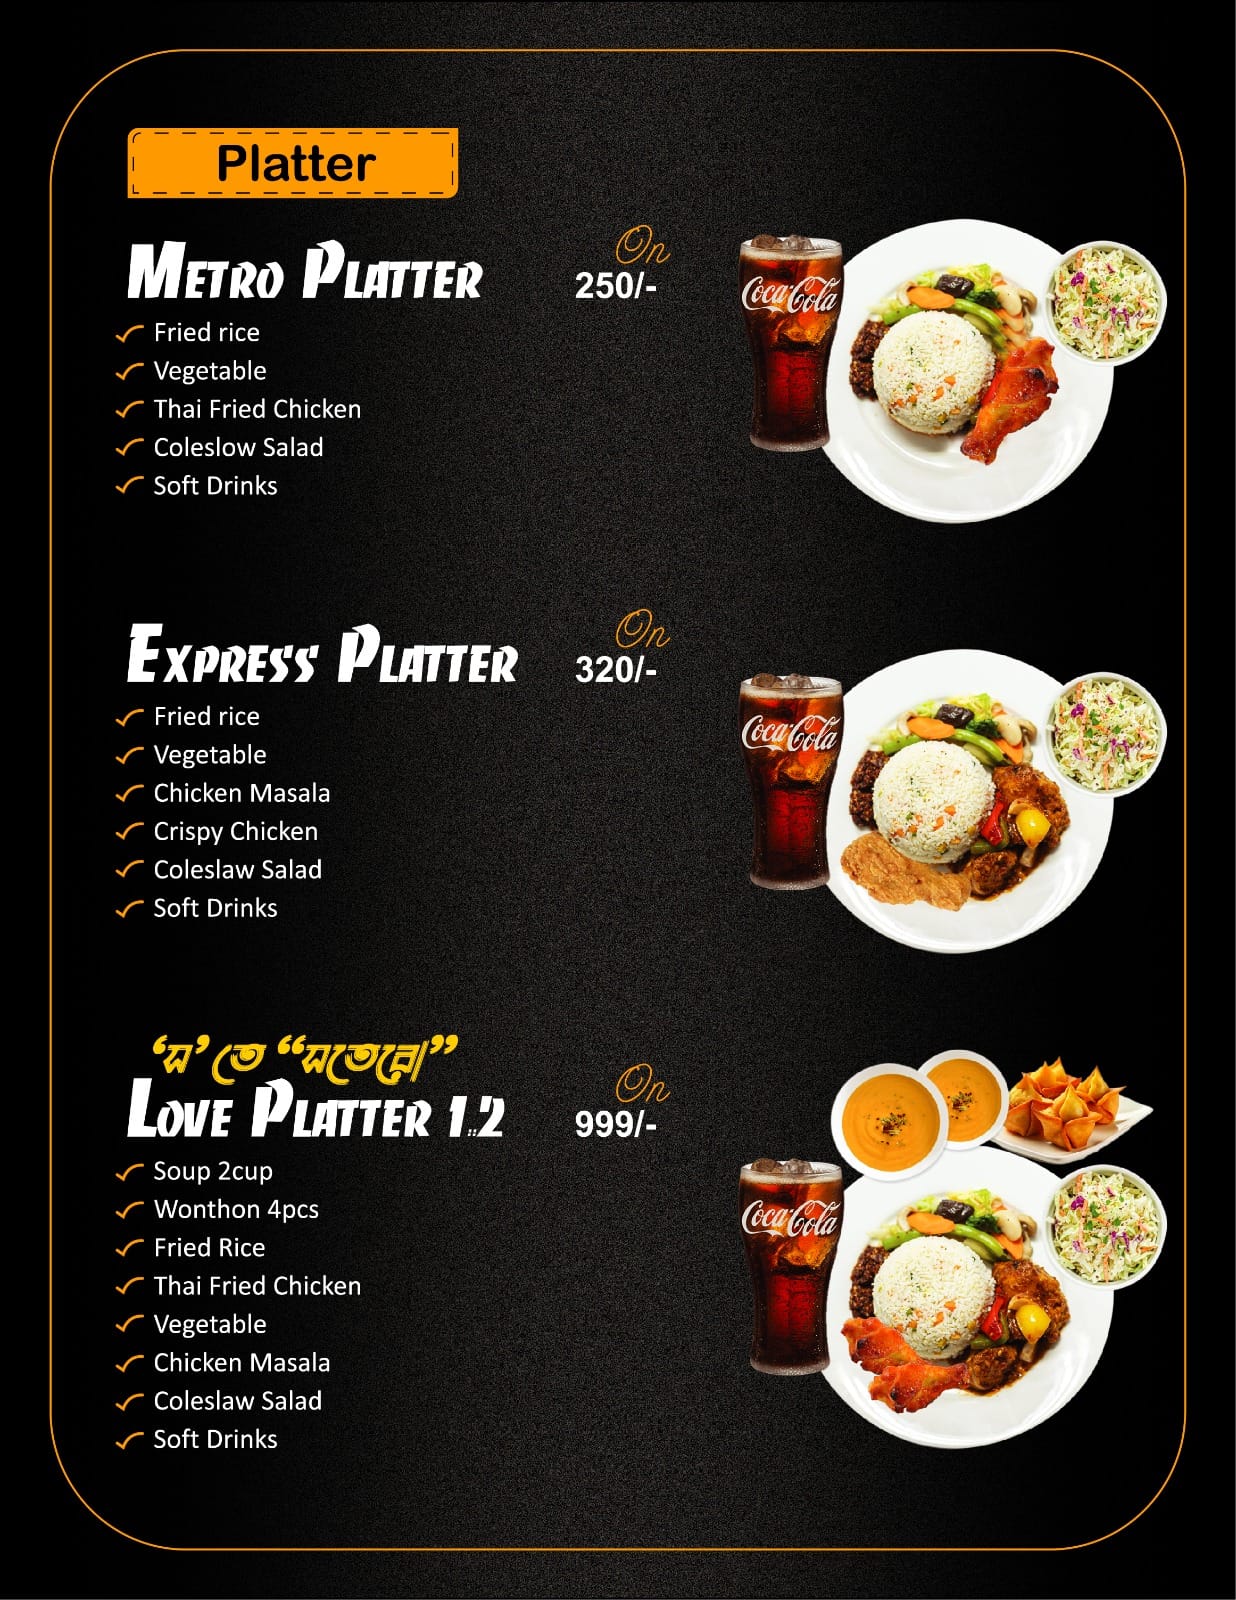 Platter
METRO PLATTER
On
250/-
Fried rice
Vegetable
Thai Fried Chicken
Coleslow Salad
Soft Drinks
Coca-Cola
EXPRESS PLATTER
On
320/-
Fried rice
Vegetable
Chicken Masala
Crispy Chicken
Coleslaw Salad
Soft Drinks
Coca-Cola
‘স’ তে “সতেরো”
LOVE PLATTER 1:2
On
999/-
Soup 2cup
Wonthon 4pcs
Fried Rice
Thai Fried Chicken
Vegetable
Chicken Masala
Coleslaw Salad
Soft Drinks
Coca-Cola